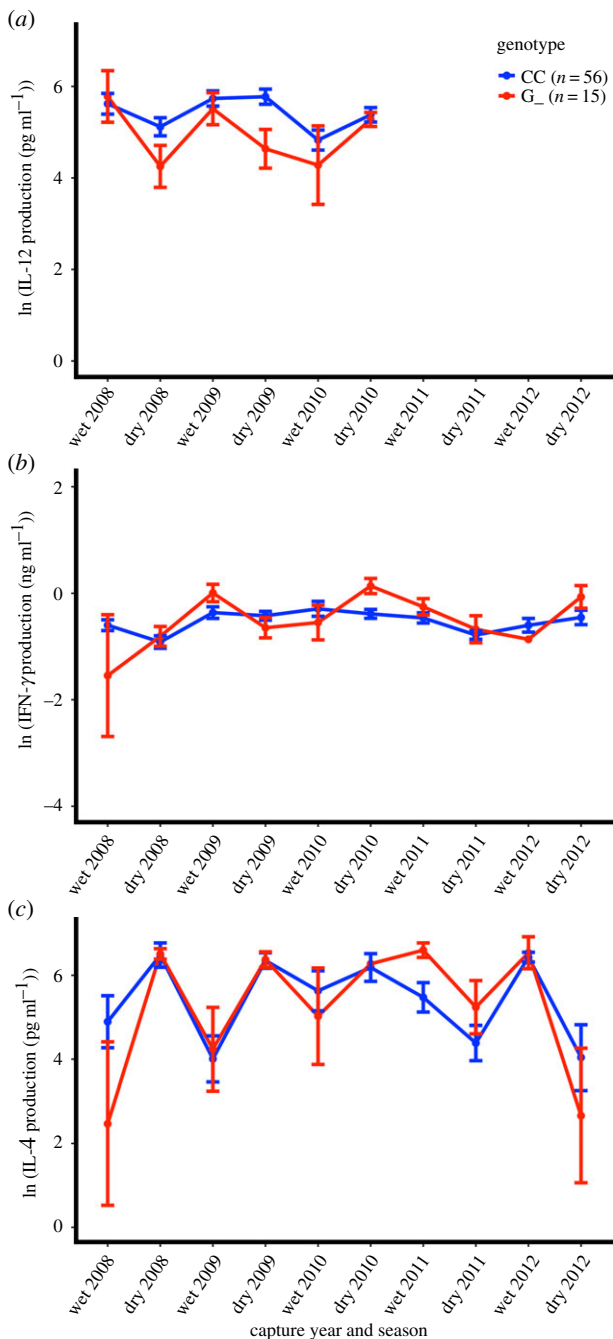 (a)
genotype
CC (n = 56)
G_ (n = 15)
ln (IL-12 production (pg ml⁻¹))
6
4
2
0
wet 2008
dry 2008
wet 2009
dry 2009
wet 2010
dry 2010
wet 2011
dry 2011
wet 2012
dry 2012
(b)
ln (IFN-γ production (ng ml⁻¹))
2
0
–2
–4
wet 2008
dry 2008
wet 2009
dry 2009
wet 2010
dry 2010
wet 2011
dry 2011
wet 2012
dry 2012
(c)
ln (IL-4 production (pg ml⁻¹))
6
4
2
0
wet 2008
dry 2008
wet 2009
dry 2009
wet 2010
dry 2010
wet 2011
dry 2011
wet 2012
dry 2012
capture year and season